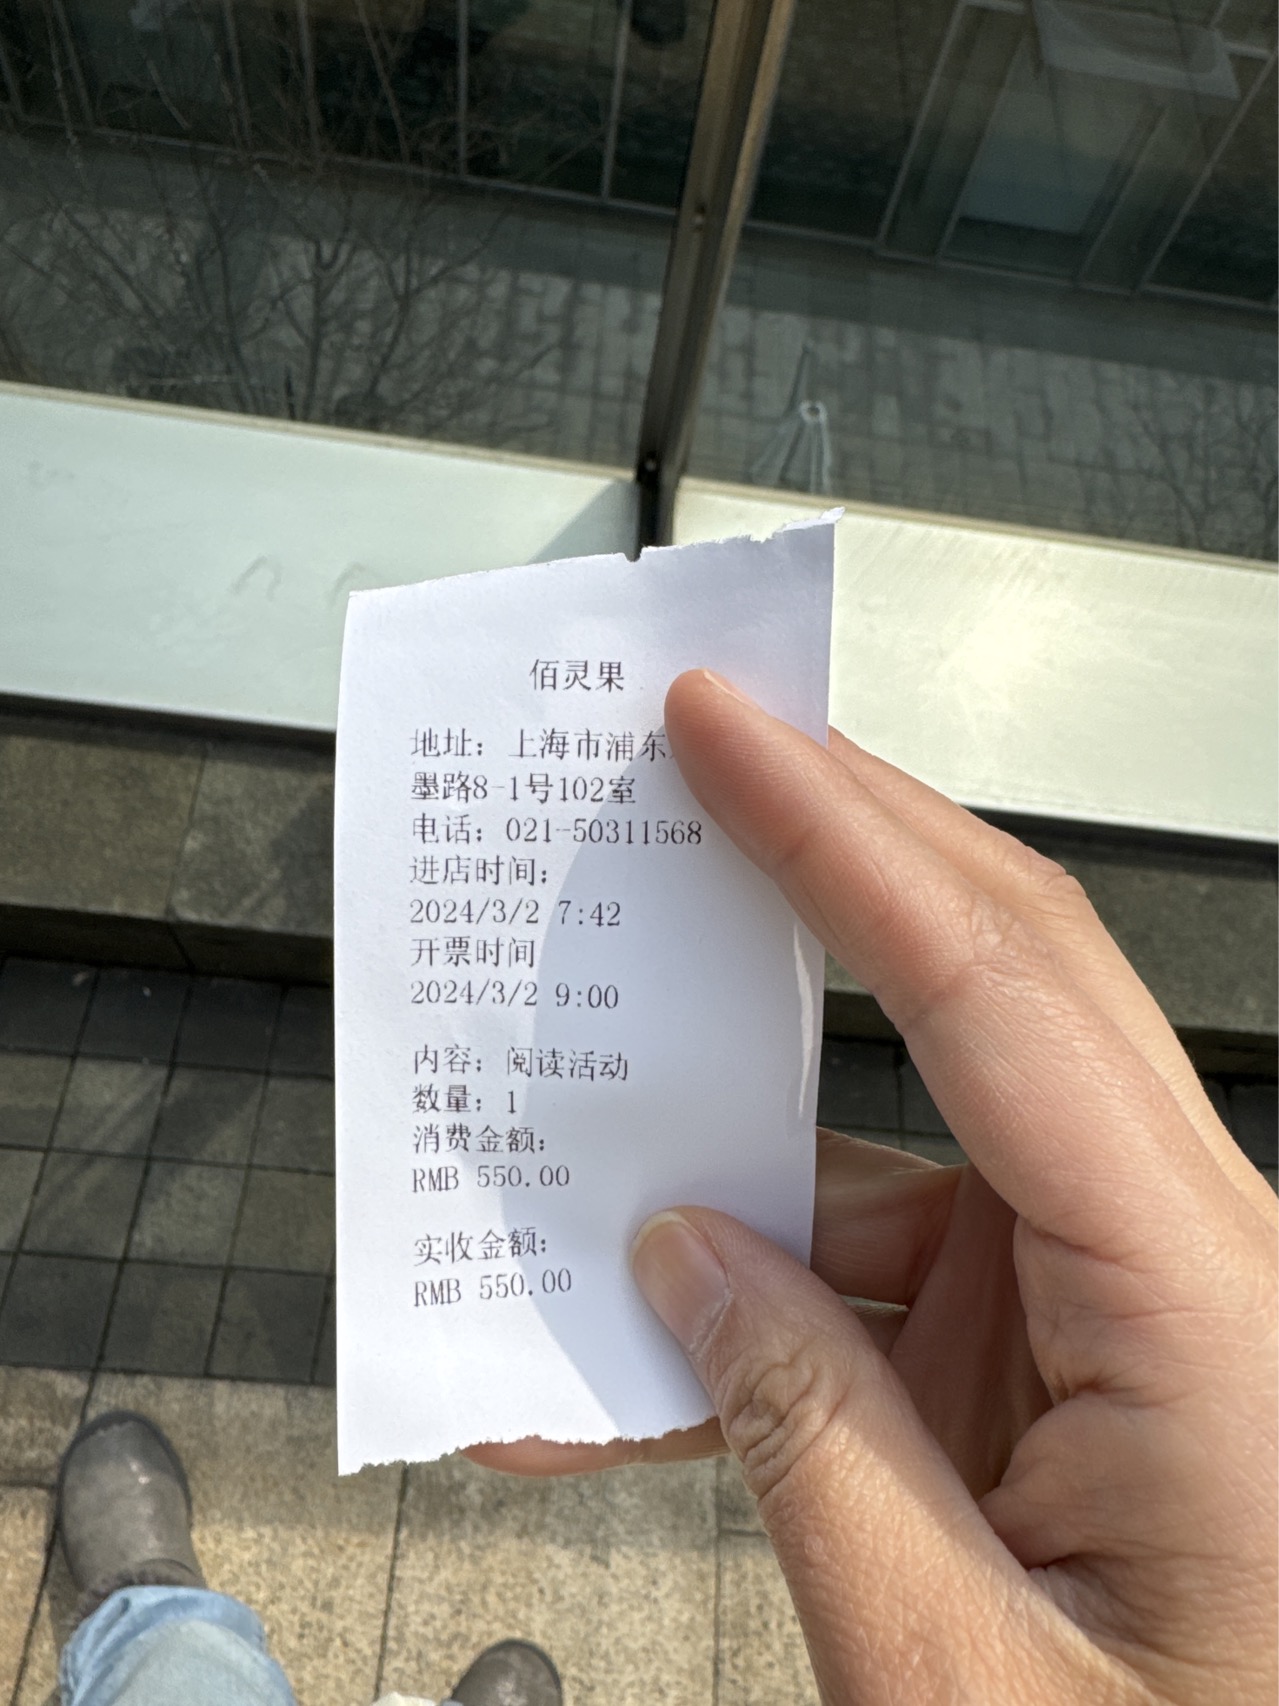 佰灵果
地址：上海市浦东
墨路8-1号102室
电话：021-50311568
进店时间：
2024/3/2 7:42
开票时间
2024/3/2 9:00
内容：阅读活动
数量：1
消费金额：
RMB 550.00
实收金额：
RMB 550.00